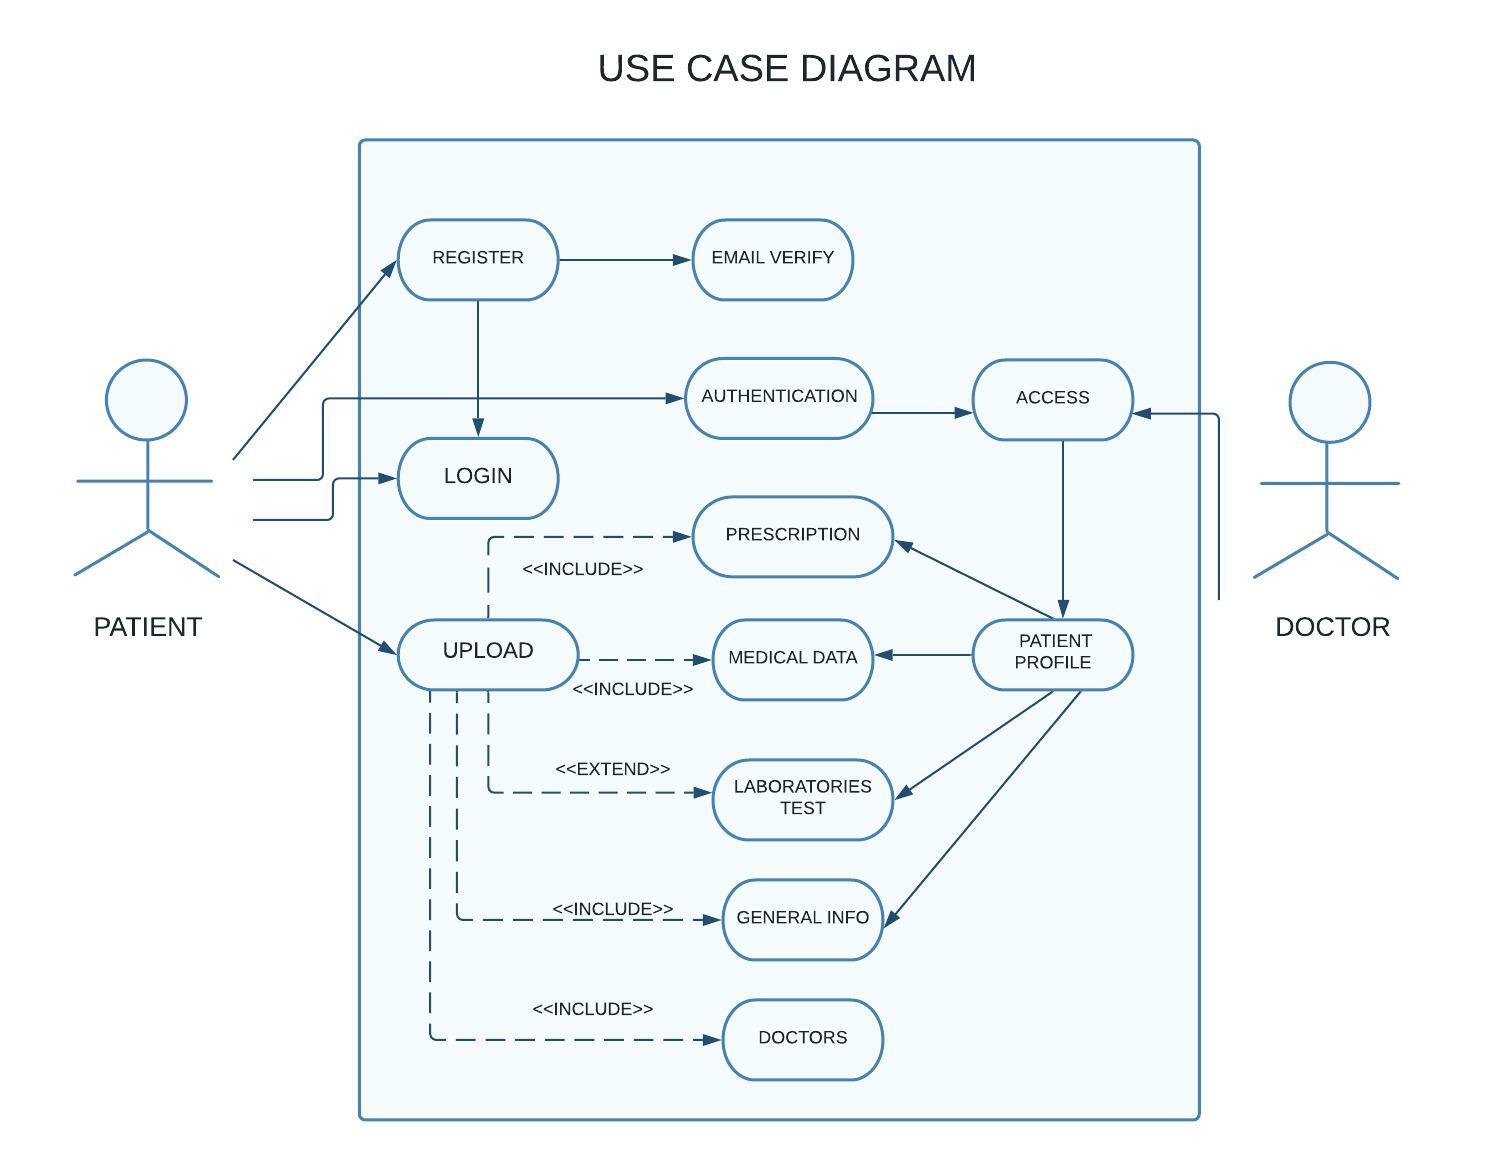 USE CASE DIAGRAM
REGISTER
EMAIL VERIFY
AUTHENTICATION
ACCESS
LOGIN
PRESCRIPTION
<<INCLUDE>>
PATIENT
DOCTOR
UPLOAD
MEDICAL DATA
PATIENT
PROFILE
<<INCLUDE>>
<<EXTEND>>
LABORATORIES
TEST
<<INCLUDE>>
GENERAL INFO
<<INCLUDE>>
DOCTORS